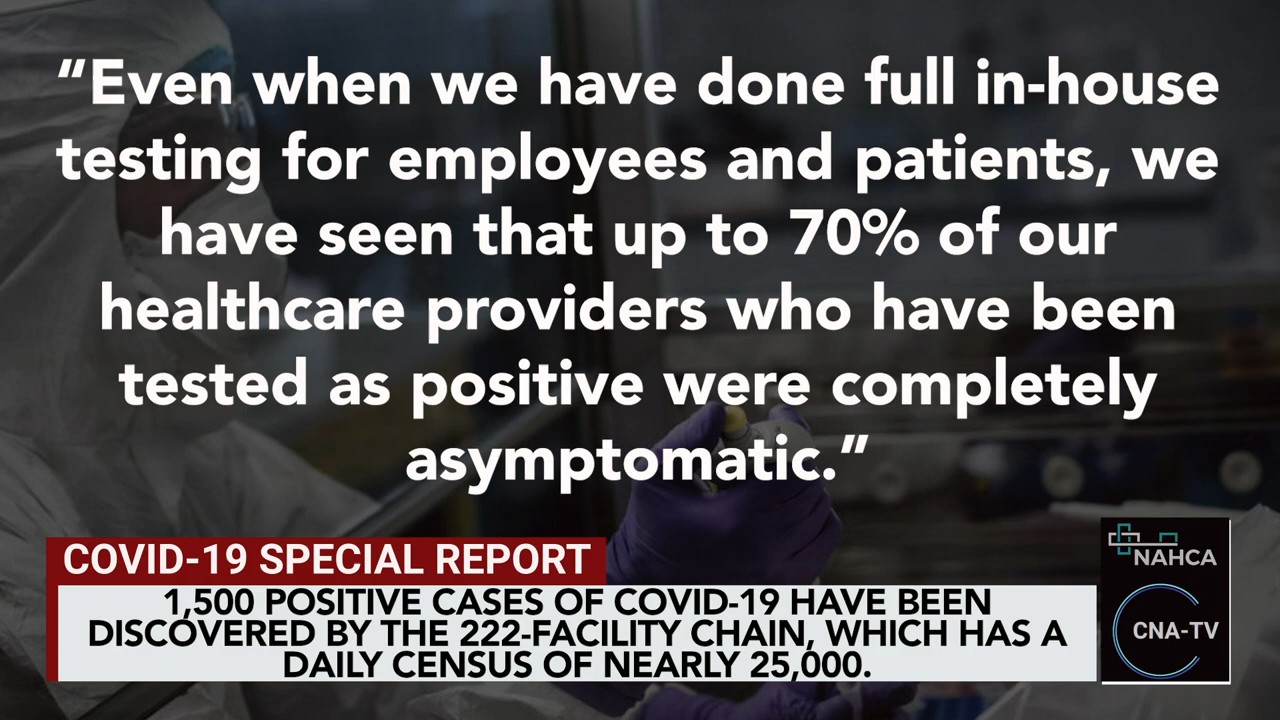 “Even when we have done full in-house
testing for employees and patients, we
have seen that up to 70% of our
healthcare providers who have been
tested as positive were completely
asymptomatic.”
COVID-19 SPECIAL REPORT
1,500 POSITIVE CASES OF COVID-19 HAVE BEEN
DISCOVERED BY THE 222-FACILITY CHAIN, WHICH HAS A
DAILY CENSUS OF NEARLY 25,000.
NAHCA
CNA-TV